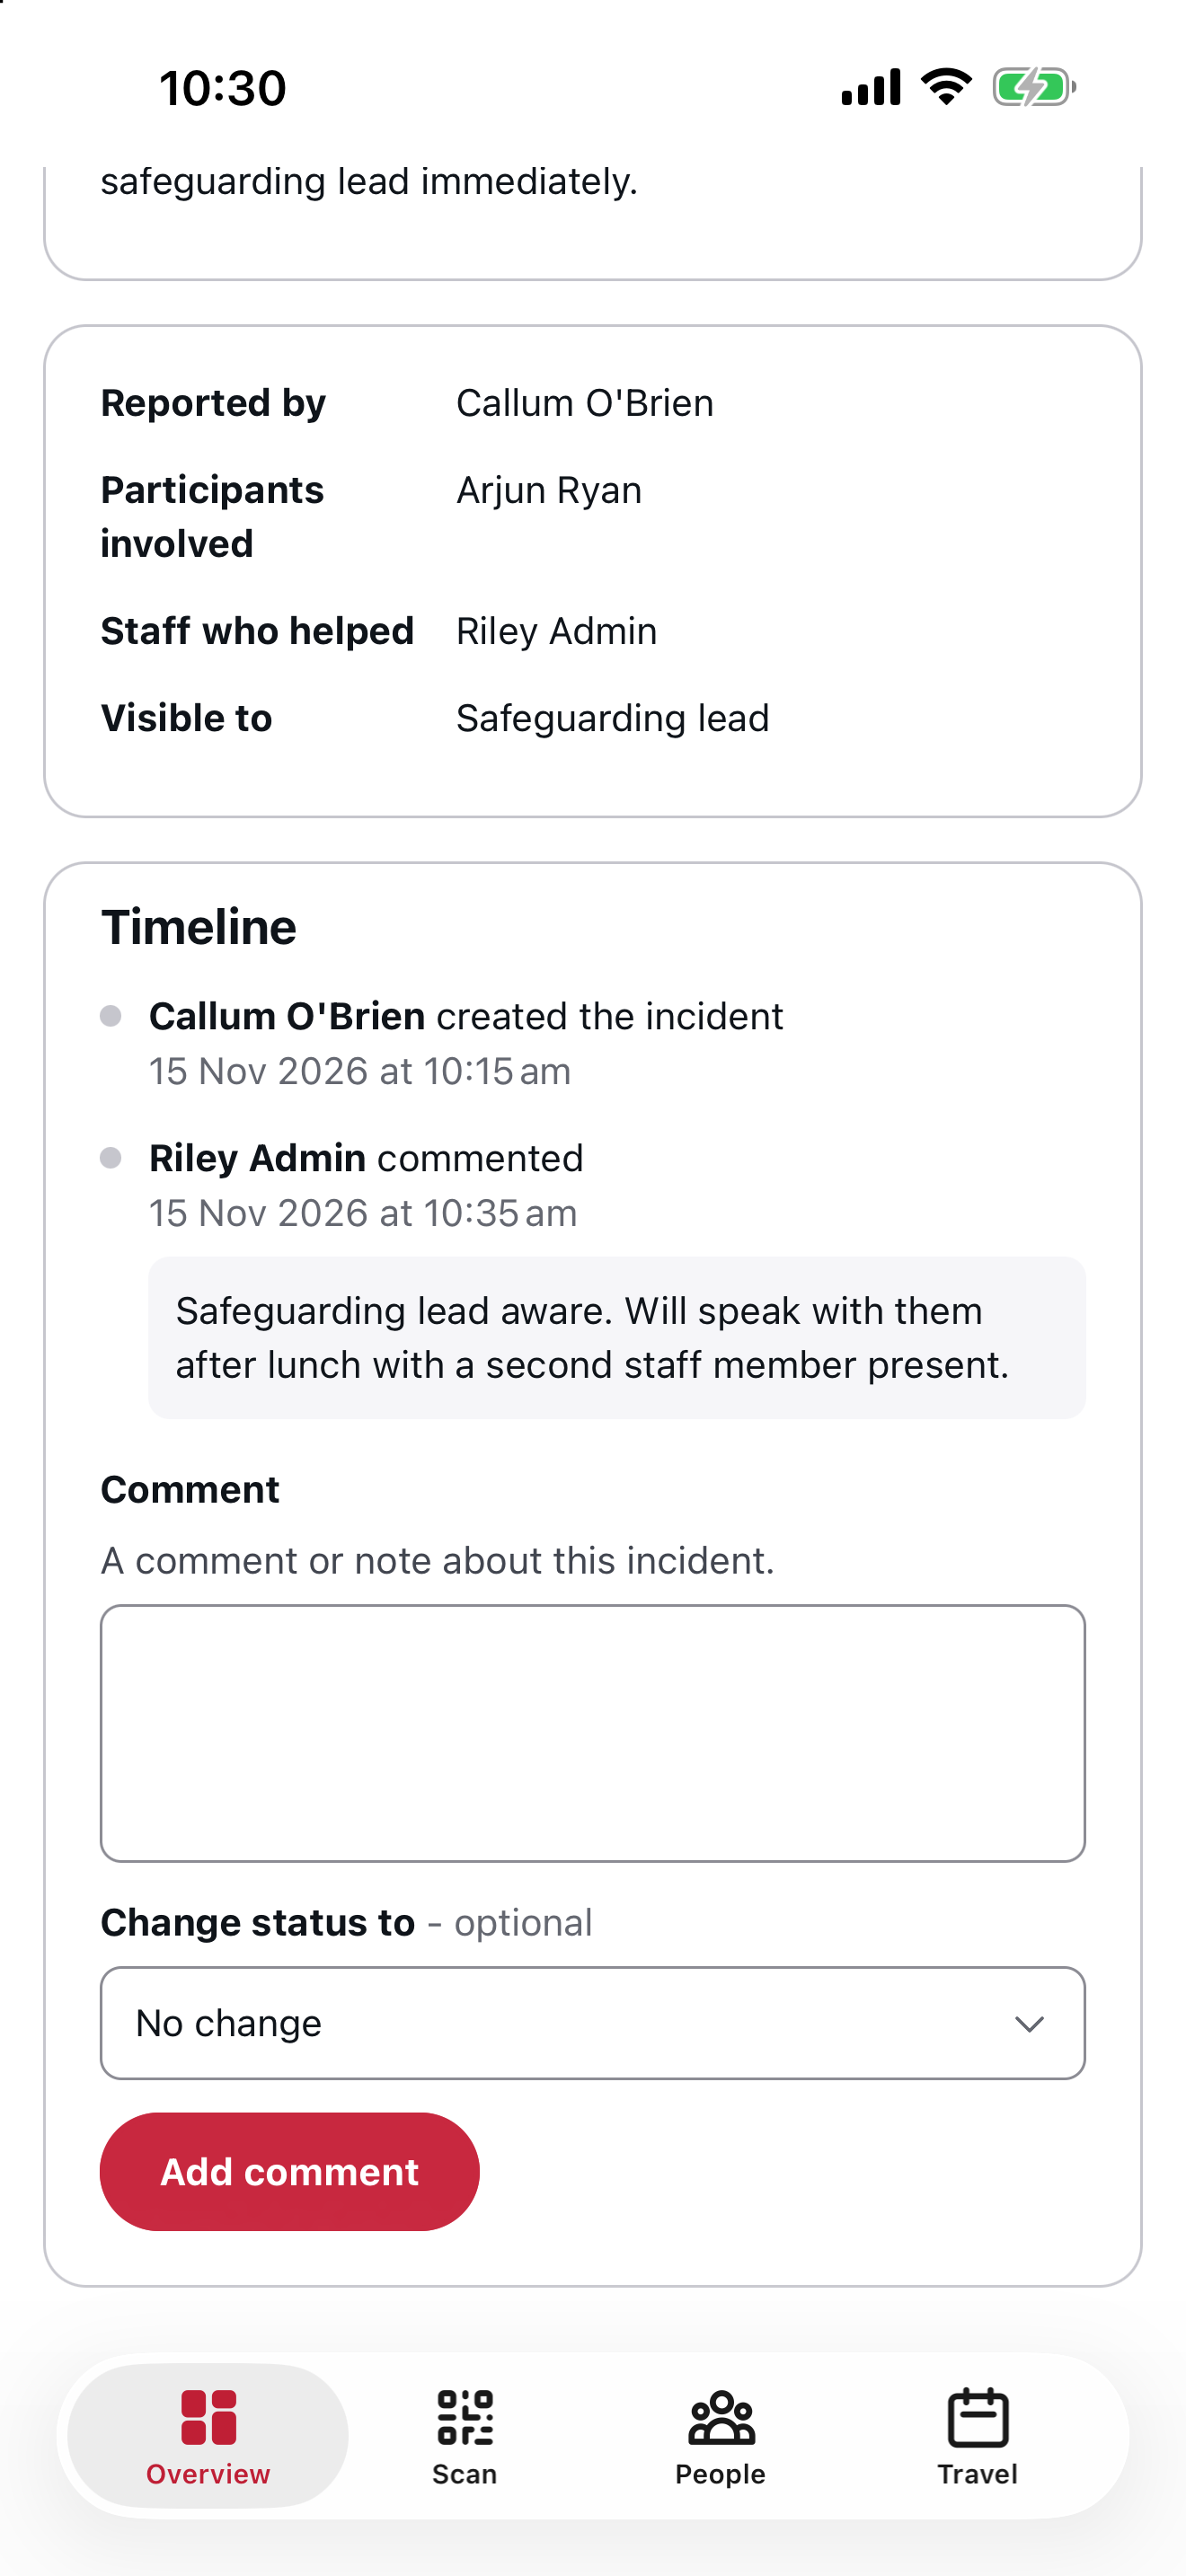 10:30
safeguarding lead immediately.
Reported by Callum O'Brien
Participants involved Arjun Ryan
Staff who helped Riley Admin
Visible to Safeguarding lead
Timeline
Callum O'Brien created the incident
15 Nov 2026 at 10:15 am
Riley Admin commented
15 Nov 2026 at 10:35 am
Safeguarding lead aware. Will speak with them
after lunch with a second staff member present.
Comment
A comment or note about this incident.
Change status to - optional
No change
Add comment
Overview Scan People Travel